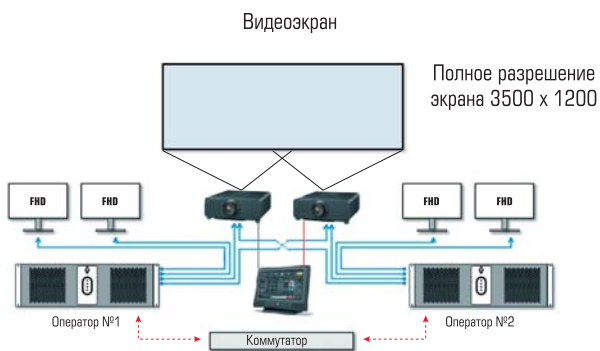 Видеоэкран
Полное разрешение
экрана 3500 x 1200
FHD
FHD
FHD
FHD
Оператор №1
Оператор №2
Коммутатор